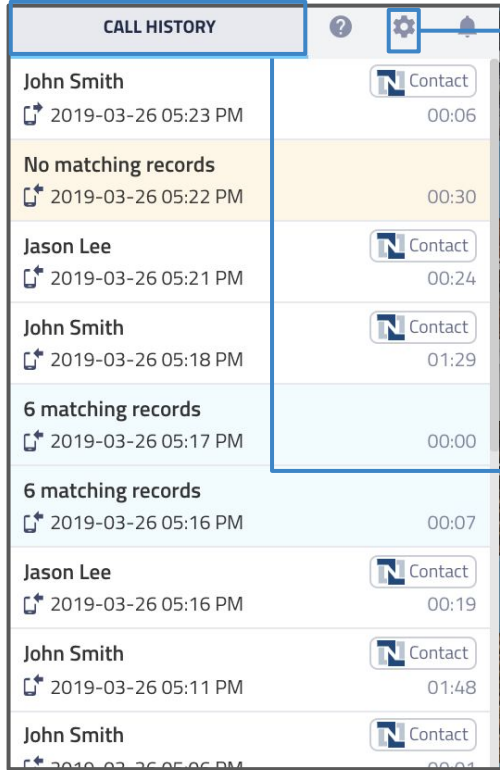 CALL HISTORY
John Smith Contact
2019-03-26 05:23 PM 00:06
No matching records
2019-03-26 05:22 PM 00:30
Jason Lee Contact
2019-03-26 05:21 PM 00:24
John Smith Contact
2019-03-26 05:18 PM 01:29
6 matching records
2019-03-26 05:17 PM 00:00
6 matching records
2019-03-26 05:16 PM 00:07
Jason Lee Contact
2019-03-26 05:16 PM 00:19
John Smith Contact
2019-03-26 05:11 PM 01:48
John Smith Contact